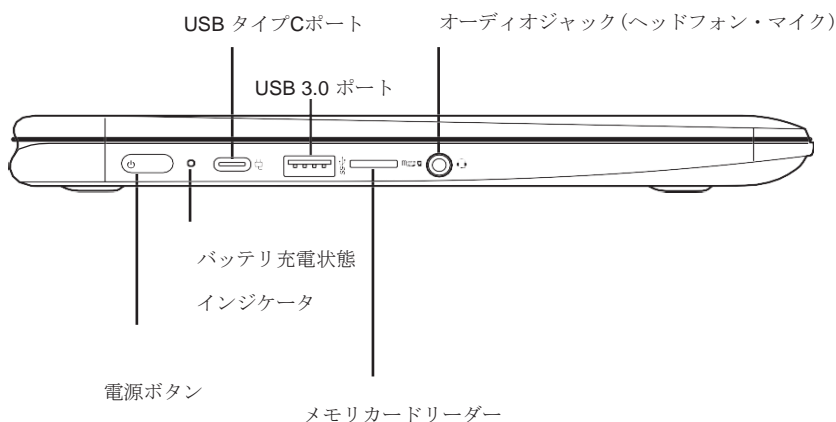 USB タイプCポート
オーディオジャック(ヘッドフォン・マイク)
USB 3.0 ポート
バッテリ充電状態
インジケータ
電源ボタン
メモリカードリーダー